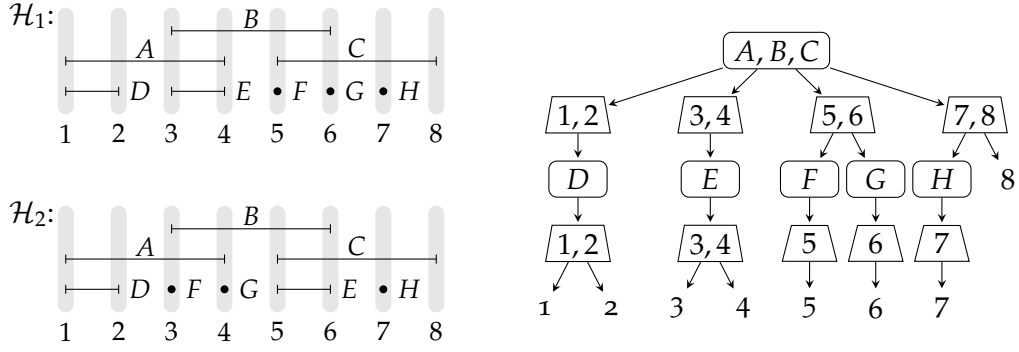 H₁:
B
A C
D E F G H
1 2 3 4 5 6 7 8
H₂:
B
A C
D F G E H
1 2 3 4 5 6 7 8
A, B, C
1, 2 3, 4 5, 6 7, 8
D E F G H 8
1, 2 3, 4 5 6 7
1 2 3 4 5 6 7